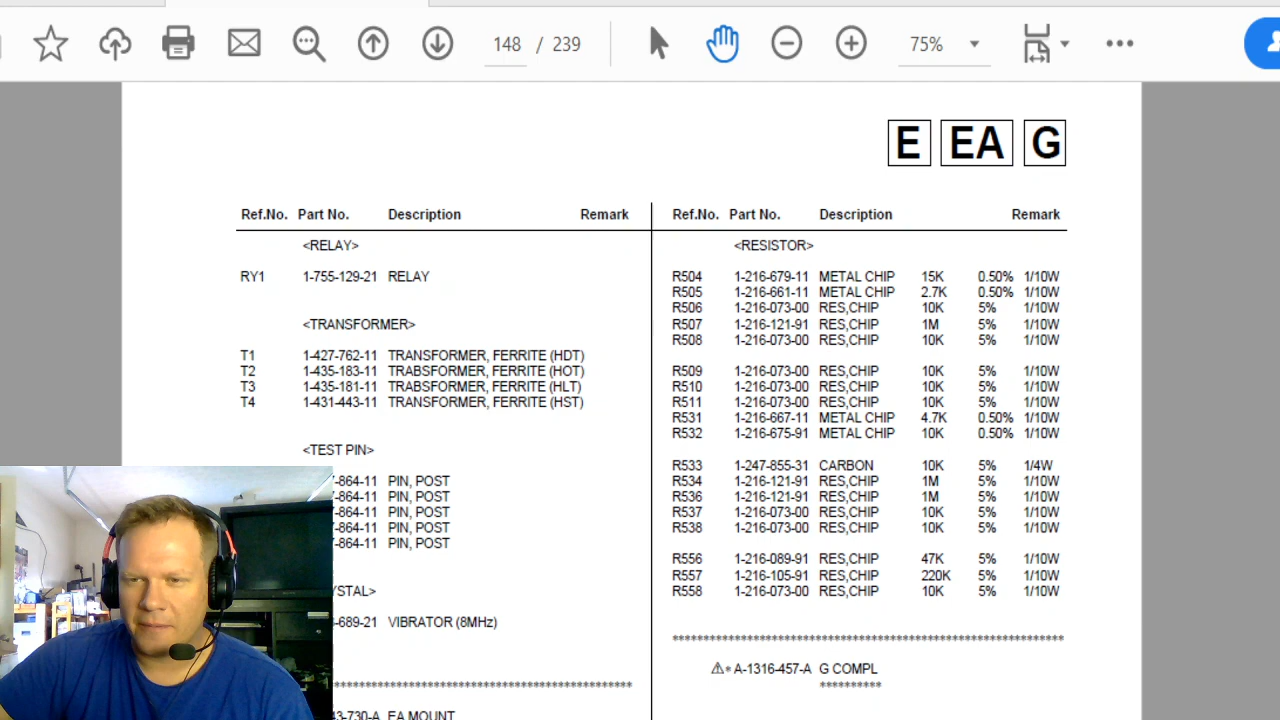 148 / 239
75%
E EA G
Ref.No. Part No. Description Remark
<RELAY>
RY1 1-755-129-21 RELAY
<TRANSFORMER>
T1 1-427-762-11 TRANSFORMER, FERRITE (HDT)
T2 1-435-183-11 TRABSFORMER, FERRITE (HOT)
T3 1-435-181-11 TRABSFORMER, FERRITE (HLT)
T4 1-431-443-11 TRANSFORMER, FERRITE (HST)
<TEST PIN>
-864-11 PIN, POST
-864-11 PIN, POST
-864-11 PIN, POST
-864-11 PIN, POST
-864-11 PIN, POST
STAL>
-689-21 VIBRATOR (8MHz)
************************************************
3-730-A EA MOUNT
Ref.No. Part No. Description Remark
<RESISTOR>
R504 1-216-679-11 METAL CHIP 15K 0.50% 1/10W
R505 1-216-661-11 METAL CHIP 2.7K 0.50% 1/10W
R506 1-216-073-00 RES,CHIP 10K 5% 1/10W
R507 1-216-121-91 RES,CHIP 1M 5% 1/10W
R508 1-216-073-00 RES,CHIP 10K 5% 1/10W
R509 1-216-073-00 RES,CHIP 10K 5% 1/10W
R510 1-216-073-00 RES,CHIP 10K 5% 1/10W
R511 1-216-073-00 RES,CHIP 10K 5% 1/10W
R531 1-216-667-11 METAL CHIP 4.7K 0.50% 1/10W
R532 1-216-675-91 METAL CHIP 10K 0.50% 1/10W
R533 1-247-855-31 CARBON 10K 5% 1/4W
R534 1-216-121-91 RES,CHIP 1M 5% 1/10W
R536 1-216-121-91 RES,CHIP 1M 5% 1/10W
R537 1-216-073-00 RES,CHIP 10K 5% 1/10W
R538 1-216-073-00 RES,CHIP 10K 5% 1/10W
R556 1-216-089-91 RES,CHIP 47K 5% 1/10W
R557 1-216-105-91 RES,CHIP 220K 5% 1/10W
R558 1-216-073-00 RES,CHIP 10K 5% 1/10W
***************************************************************
⚠* A-1316-457-A G COMPL
**********